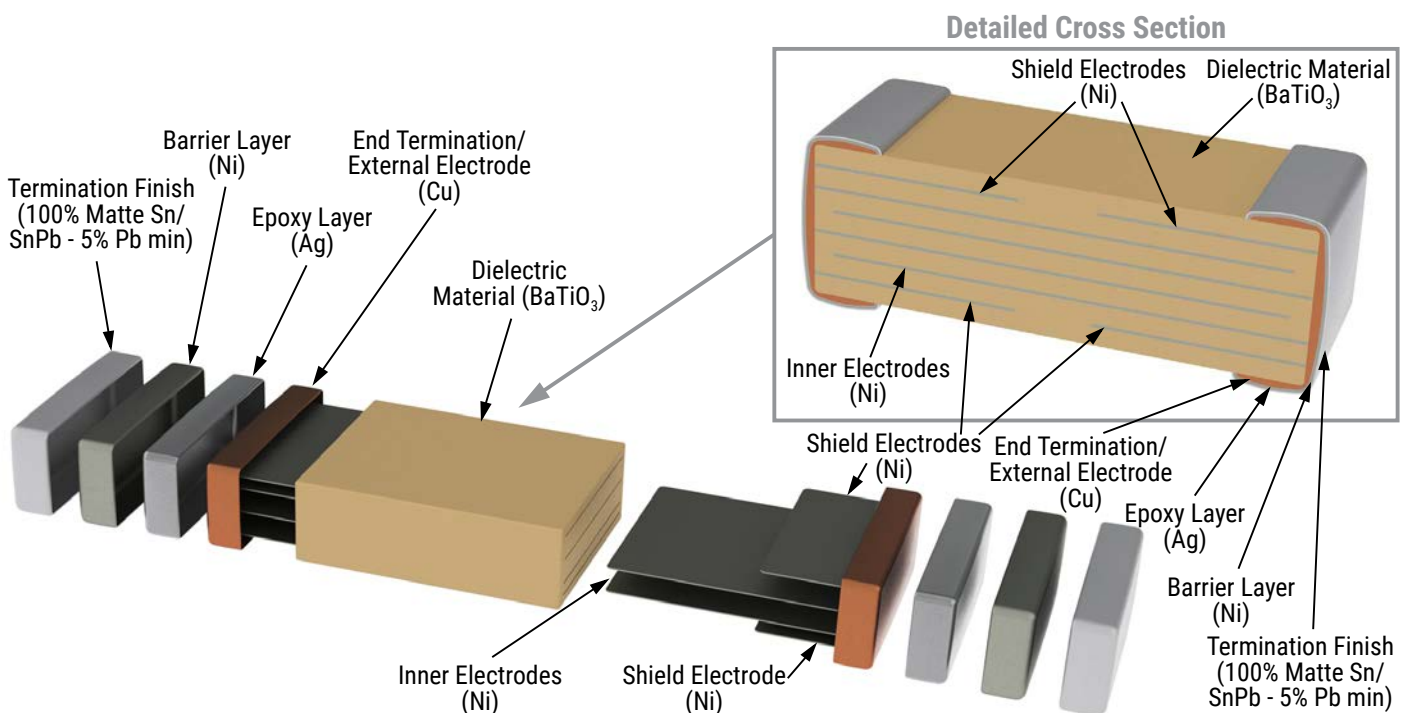 Detailed Cross Section
Shield Electrodes
(Ni)
Dielectric Material
(BaTiO₃)
Inner Electrodes
(Ni)
Barrier Layer
(Ni)
End Termination/
External Electrode
(Cu)
Termination Finish
(100% Matte Sn/
SnPb - 5% Pb min)
Epoxy Layer
(Ag)
Dielectric
Material (BaTiO₃)
Shield Electrodes
(Ni)
End Termination/
External Electrode
(Cu)
Epoxy Layer
(Ag)
Barrier Layer
(Ni)
Termination Finish
(100% Matte Sn/
SnPb - 5% Pb min)
Inner Electrodes
(Ni)
Shield Electrode
(Ni)